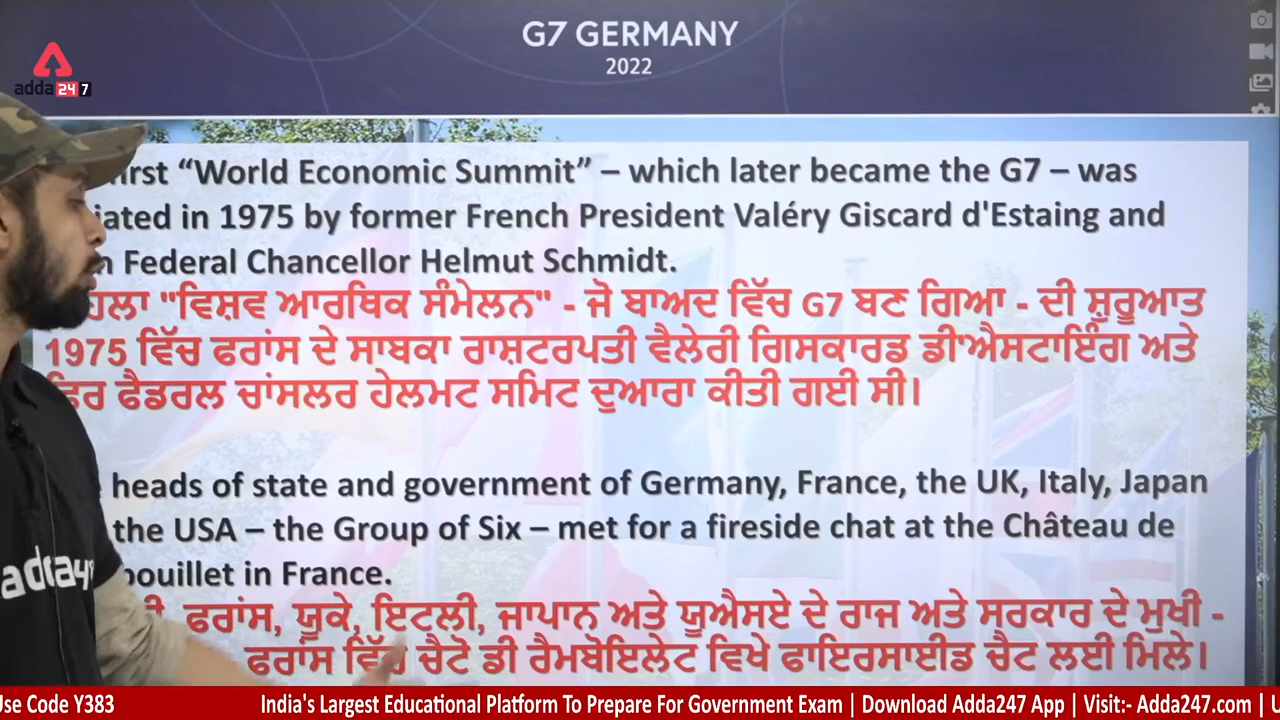 G7 GERMANY
2022
adda 24 7
“World Economic Summit” – which later became the G7 – was
in 1975 by former French President Valéry Giscard d'Estaing and
Federal Chancellor Helmut Schmidt.
"ਵਿਸ਼ਵ ਆਰਥਿਕ ਸੰਮੇਲਨ" - ਜੋ ਬਾਅਦ ਵਿੱਚ G7 ਬਣ ਗਿਆ - ਦੀ ਸ਼ੁਰੂਆਤ
1975 ਵਿੱਚ ਫਰਾਂਸ ਦੇ ਸਾਬਕਾ ਰਾਸ਼ਟਰਪਤੀ ਵੈਲੇਰੀ ਗਿਸਕਾਰਡ ਡੀ'ਐਸਟਾਇੰਗ ਅਤੇ
ਫੈਡਰਲ ਚਾਂਸਲਰ ਹੇਲਮਟ ਸਮਿਟ ਦੁਆਰਾ ਕੀਤੀ ਗਈ ਸੀ।
heads of state and government of Germany, France, the UK, Italy, Japan
the USA – the Group of Six – met for a fireside chat at the Château de
in France.
ਫਰਾਂਸ, ਯੂਕੇ, ਇਟਲੀ, ਜਾਪਾਨ ਅਤੇ ਯੂਐਸਏ ਦੇ ਰਾਜ ਅਤੇ ਸਰਕਾਰ ਦੇ ਮੁਖੀ -
ਫਰਾਂਸ ਵਿੱਚ ਚੈਟੋ ਡੀ ਰੈਮਬੋਇਲੇਟ ਵਿਖੇ ਫਾਇਰਸਾਈਡ ਚੈਟ ਲਈ ਮਿਲੇ।
Use Code Y383 India's Largest Educational Platform To Prepare For Government Exam | Download Adda247 App | Visit:- Adda247.com |